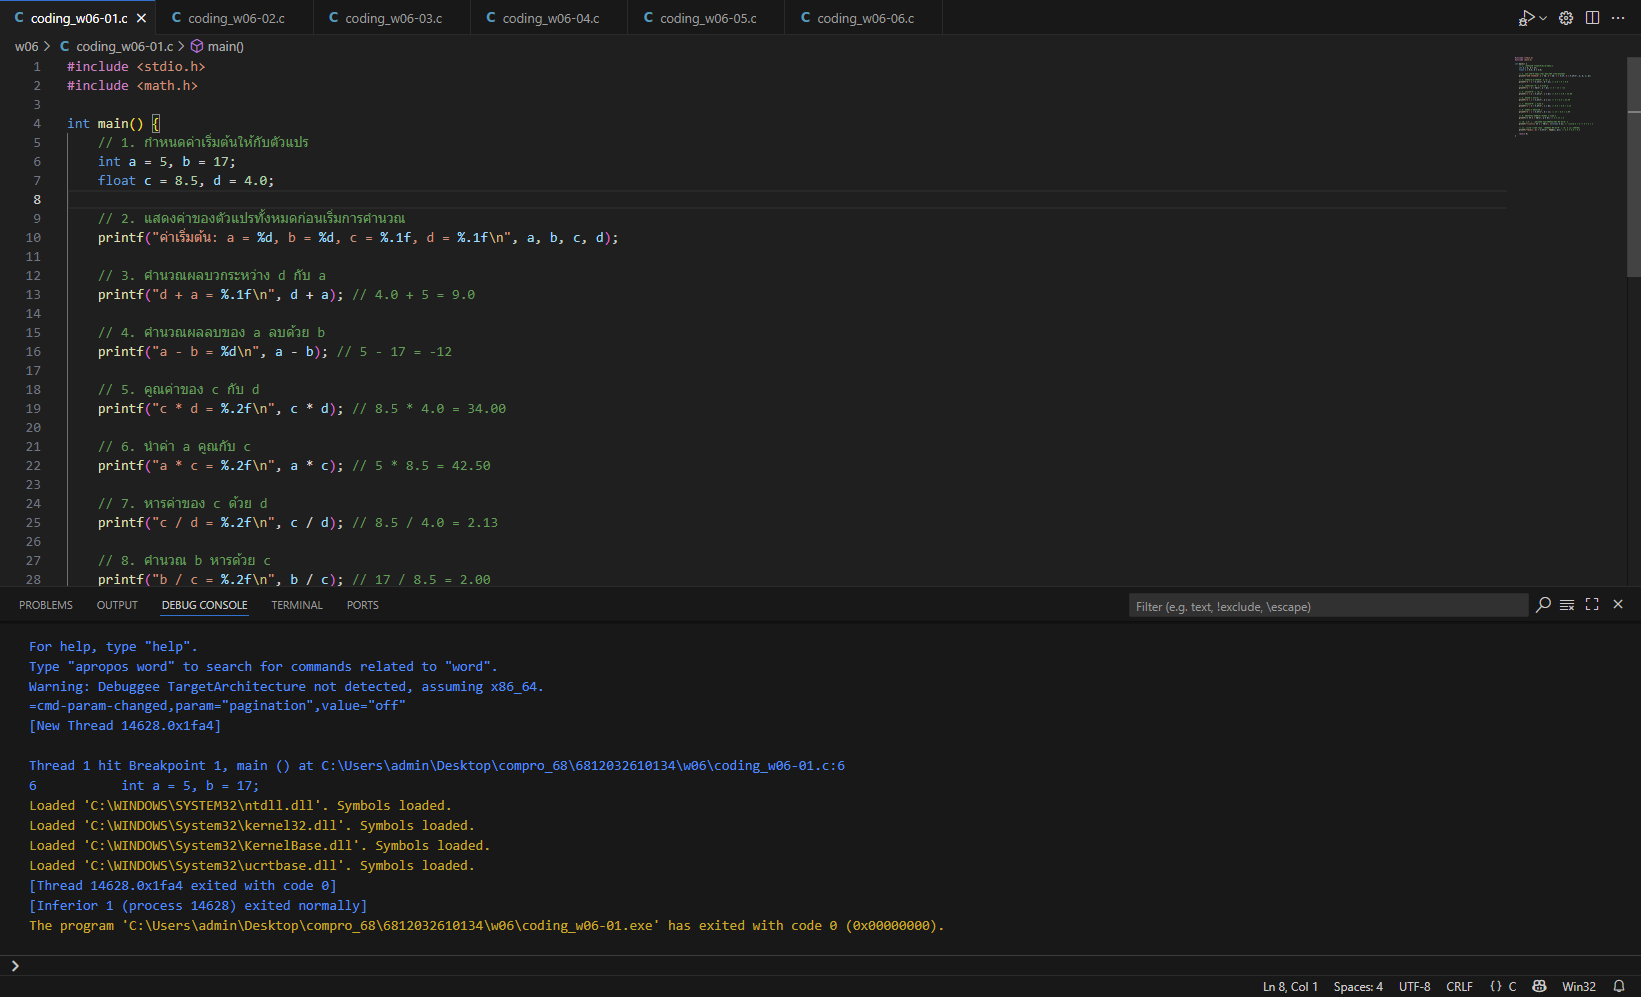 coding_w06-01.c
coding_w06-02.c
coding_w06-03.c
coding_w06-04.c
coding_w06-05.c
coding_w06-06.c
w06 > C coding_w06-01.c > main()
1 #include <stdio.h>
2 #include <math.h>
3
4 int main() {
5     // 1. กำหนดค่าเริ่มต้นให้กับตัวแปร
6     int a = 5, b = 17;
7     float c = 8.5, d = 4.0;
8
9     // 2. แสดงค่าของตัวแปรทั้งหมดก่อนเริ่มการคำนวณ
10     printf("ค่าเริ่มต้น: a = %d, b = %d, c = %.1f, d = %.1f\n", a, b, c, d);
11
12     // 3. คำนวณผลบวกระหว่าง d กับ a
13     printf("d + a = %.1f\n", d + a); // 4.0 + 5 = 9.0
14
15     // 4. คำนวณผลลบของ a ลบด้วย b
16     printf("a - b = %d\n", a - b); // 5 - 17 = -12
17
18     // 5. คูณค่าของ c กับ d
19     printf("c * d = %.2f\n", c * d); // 8.5 * 4.0 = 34.00
20
21     // 6. นำค่า a คูณกับ c
22     printf("a * c = %.2f\n", a * c); // 5 * 8.5 = 42.50
23
24     // 7. หารค่าของ c ด้วย d
25     printf("c / d = %.2f\n", c / d); // 8.5 / 4.0 = 2.13
26
27     // 8. คำนวณ b หารด้วย c
28     printf("b / c = %.2f\n", b / c); // 17 / 8.5 = 2.00
PROBLEMS OUTPUT DEBUG CONSOLE TERMINAL PORTS Filter (e.g. text, !exclude, \escape)
For help, type "help".
Type "apropos word" to search for commands related to "word".
Warning: Debuggee TargetArchitecture not detected, assuming x86_64.
=cmd-param-changed,param="pagination",value="off"
[New Thread 14628.0x1fa4]
Thread 1 hit Breakpoint 1, main () at C:\Users\admin\Desktop\compro_68\6812032610134\w06\coding_w06-01.c:6
6           int a = 5, b = 17;
Loaded 'C:\WINDOWS\SYSTEM32\ntdll.dll'. Symbols loaded.
Loaded 'C:\WINDOWS\System32\kernel32.dll'. Symbols loaded.
Loaded 'C:\WINDOWS\System32\KernelBase.dll'. Symbols loaded.
Loaded 'C:\WINDOWS\System32\ucrtbase.dll'. Symbols loaded.
[Thread 14628.0x1fa4 exited with code 0]
[Inferior 1 (process 14628) exited normally]
The program 'C:\Users\admin\Desktop\compro_68\6812032610134\w06\coding_w06-01.exe' has exited with code 0 (0x00000000).
>
Ln 8, Col 1 Spaces: 4 UTF-8 CRLF {} C Win32